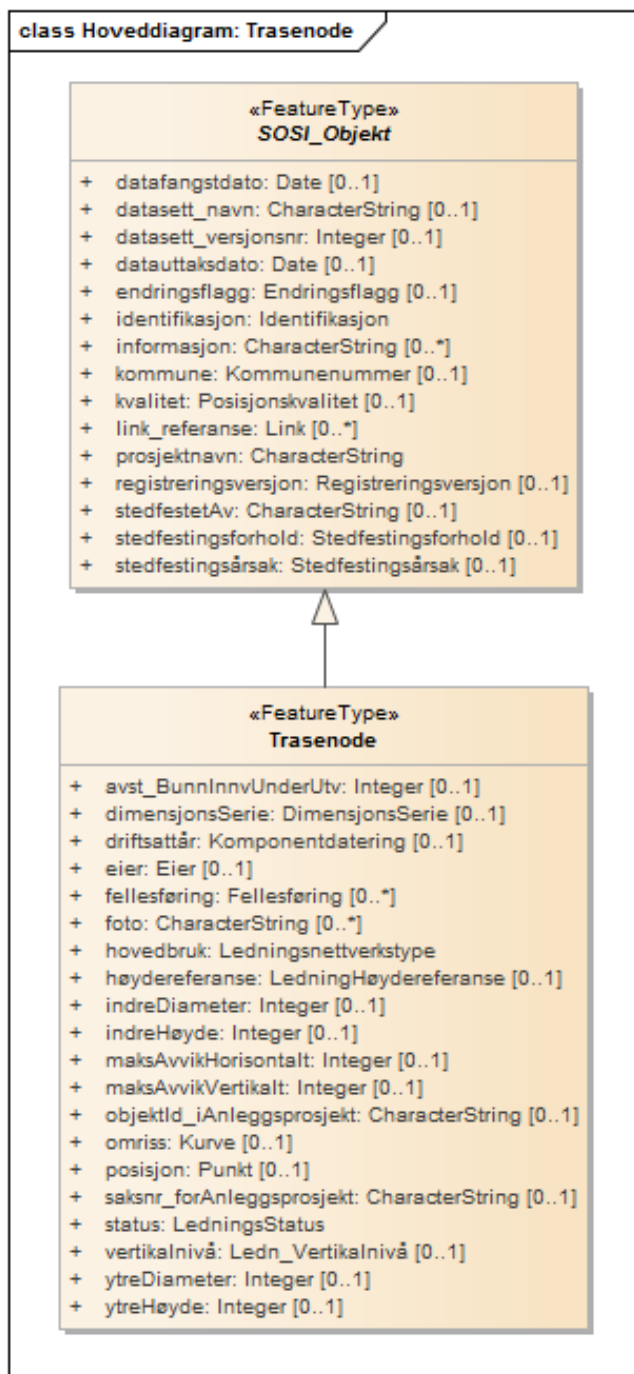 class Hoveddiagram: Trasenode
«FeatureType»
SOSI_Objekt
+ datafangstdato: Date [0..1]
+ datasett_navn: CharacterString [0..1]
+ datasett_versjonsnr: Integer [0..1]
+ datauttaksdato: Date [0..1]
+ endringsflagg: Endringsflagg [0..1]
+ identifikasjon: Identifikasjon
+ informasjon: CharacterString [0..*]
+ kommune: Kommunenummer [0..1]
+ kvalitet: Posisjonskvalitet [0..1]
+ link_referanse: Link [0..*]
+ prosjektnavn: CharacterString
+ registreringsversjon: Registreringsversjon [0..1]
+ stedfestetAv: CharacterString [0..1]
+ stedfestingsforhold: Stedfestingsforhold [0..1]
+ stedfestingsårsak: Stedfestingsårsak [0..1]
«FeatureType»
Trasenode
+ avst_BunnInnvUnderUtv: Integer [0..1]
+ dimensjonsSerie: DimensjonsSerie [0..1]
+ driftsattår: Komponentdatering [0..1]
+ eier: Eier [0..1]
+ fellesføring: Fellesføring [0..*]
+ foto: CharacterString [0..*]
+ hovedbruk: Ledningsnettverkstype
+ høydereferanse: LedningHøydereferanse [0..1]
+ indreDiameter: Integer [0..1]
+ indreHøyde: Integer [0..1]
+ maksAvvikHorisontalt: Integer [0..1]
+ maksAvvikVertikalt: Integer [0..1]
+ objektId_iAnleggsprosjekt: CharacterString [0..1]
+ omriss: Kurve [0..1]
+ posisjon: Punkt [0..1]
+ saksnr_forAnleggsprosjekt: CharacterString [0..1]
+ status: LedningsStatus
+ vertikalnivå: Ledn_Vertikalnivå [0..1]
+ ytreDiameter: Integer [0..1]
+ ytreHøyde: Integer [0..1]